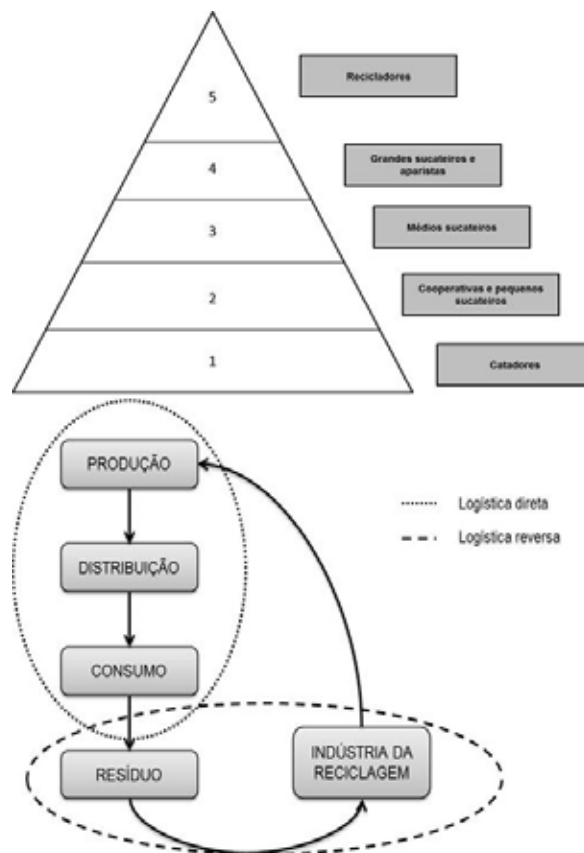 5
Recicladores
4
Grandes sucateiros e
aparistas
3
Médios sucateiros
2
Cooperativas e pequenos
sucateiros
1
Catadores
PRODUÇÃO
DISTRIBUIÇÃO
CONSUMO
RESÍDUO
INDÚSTRIA DA
RECICLAGEM
Logística direta
Logística reversa